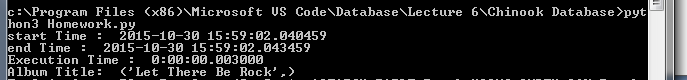 c:\Program Files (x86)\Microsoft VS Code\Database\Lecture 6\Chinook Database>pyt
hon3 Homework.py
start Time :  2015-10-30 15:59:02.040459
end Time :  2015-10-30 15:59:02.043459
Execution Time :  0:00:00.003000
Album Title:  ('Let There Be Rock',)